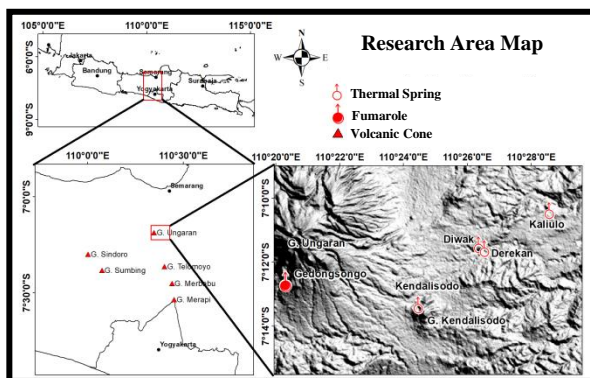 105°0'0"E 110°0'0"E 115°0'0"E
6°0'0"S
9°0'0"S
Jakarta
Bandung
Semarang
Yogyakarta
Surabaja
N
W E
S
Research Area Map
Thermal Spring
Fumarole
Volcanic Cone
110°0'0"E 110°30'0"E
7°0'0"S
7°30'0"S
Semarang
G. Ungaran
G. Sindoro
G. Sumbing
G. Telomoyo
G. Merbabu
G. Merapi
Yogyakarta
110°20'0"E 110°22'0"E 110°24'0"E 110°26'0"E 110°28'0"E
7°10'0"S
7°12'0"S
7°14'0"S
Kaliulo
Diwak
Derekan
G. Ungaran
Gedongsongo
Kendalisodo
G. Kendalisodo